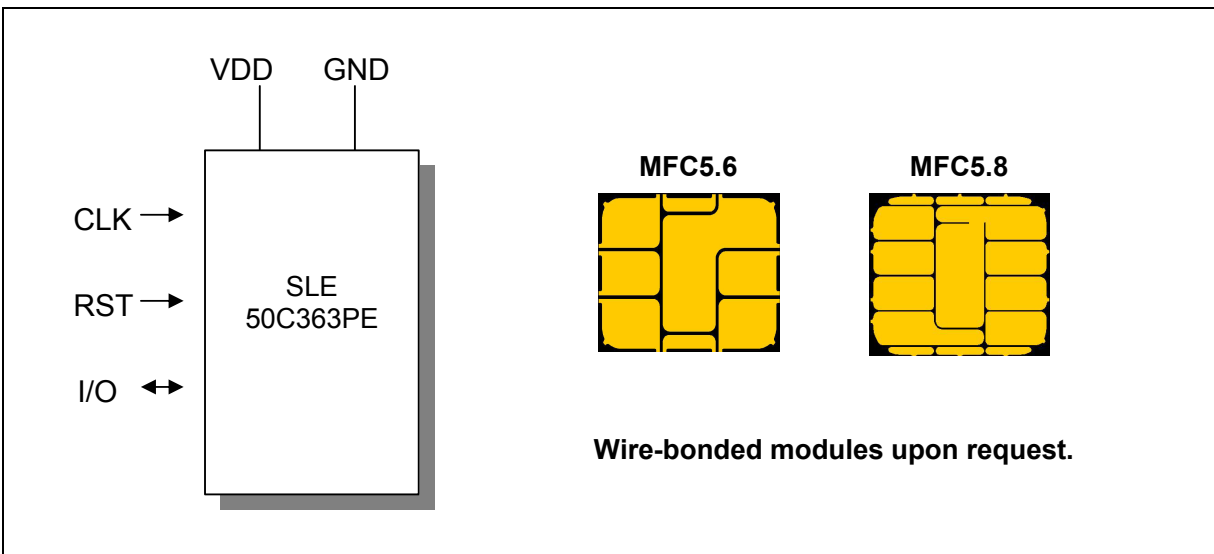 VDD GND
CLK
RST
I/O
SLE
50C363PE
MFC5.6 MFC5.8
Wire-bonded modules upon request.